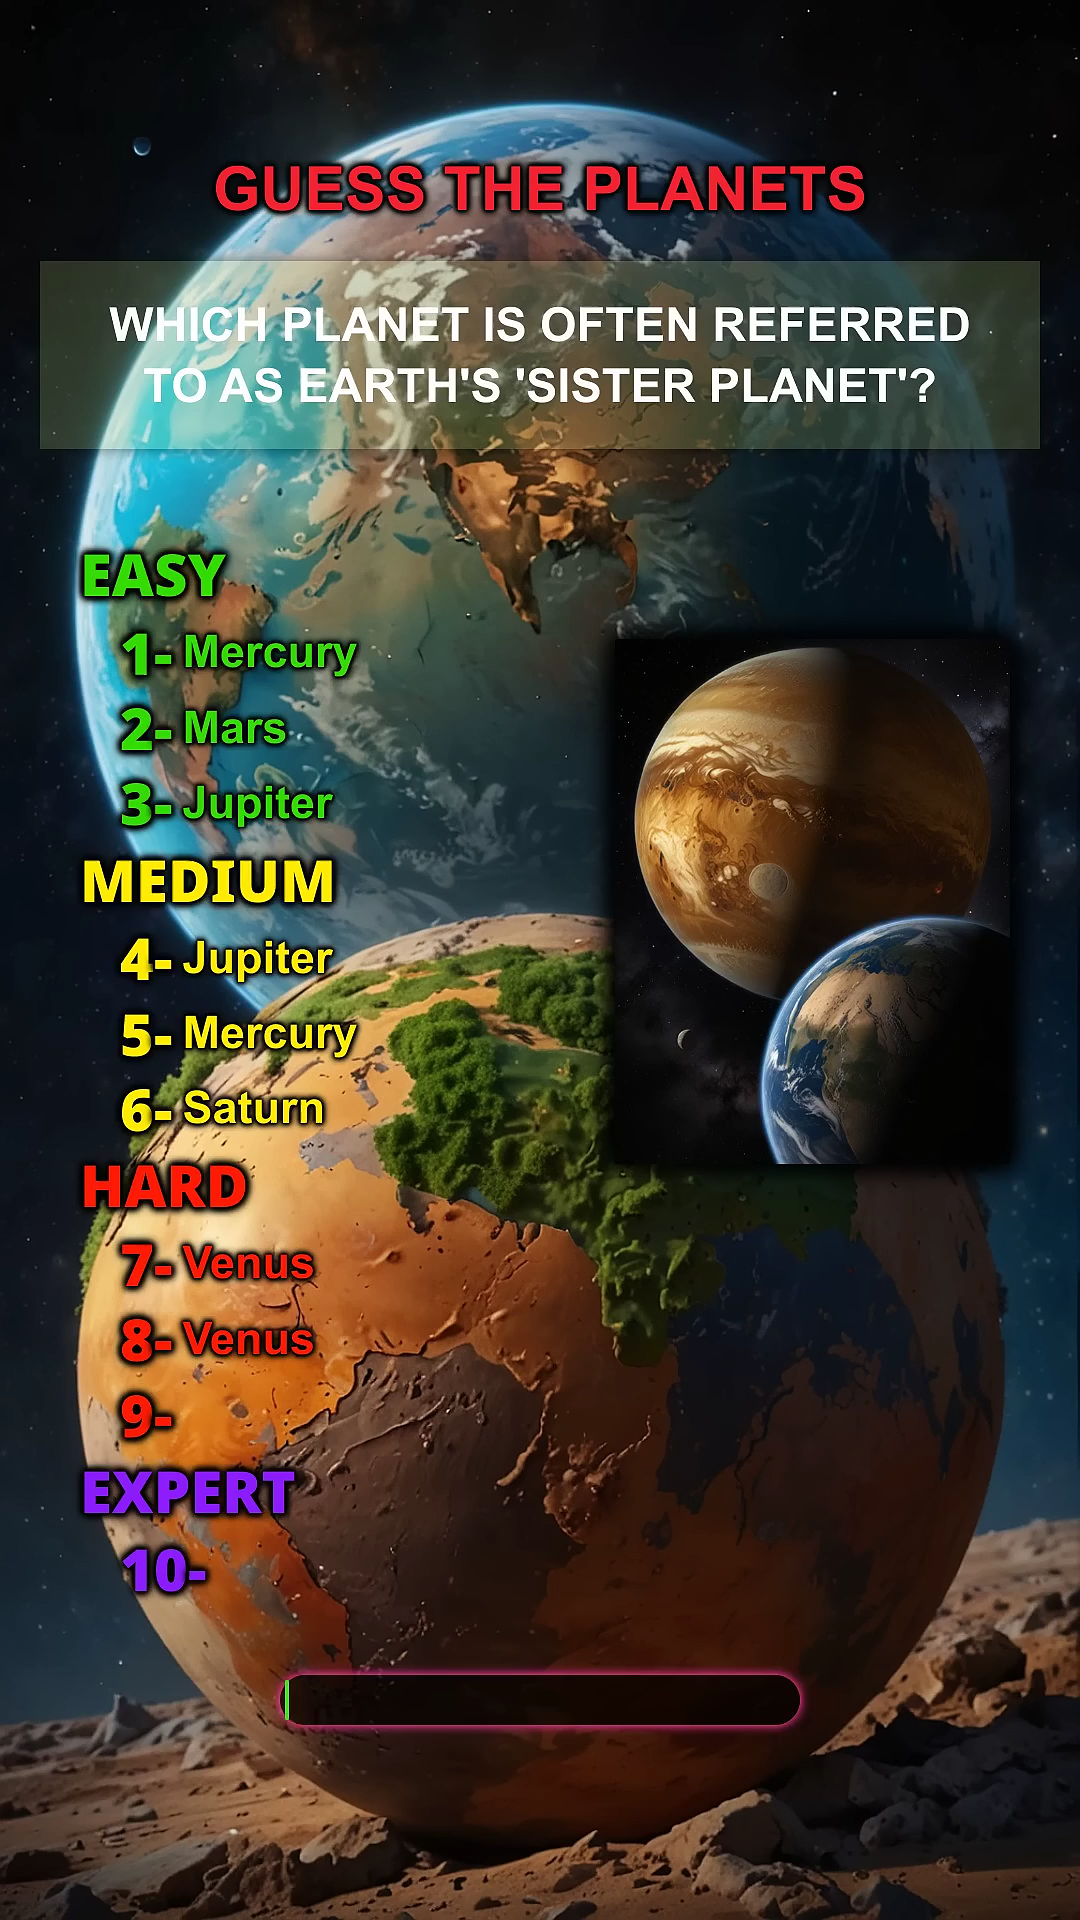 GUESS THE PLANETS
WHICH PLANET IS OFTEN REFERRED
TO AS EARTH'S 'SISTER PLANET'?
EASY
1- Mercury
2- Mars
3- Jupiter
MEDIUM
4- Jupiter
5- Mercury
6- Saturn
HARD
7- Venus
8- Venus
9-
EXPERT
10-